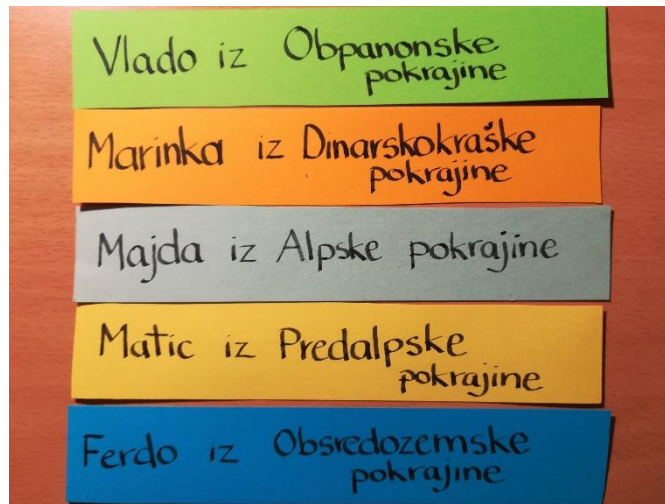 Vlado iz Obpanonske
pokrajine
Marinka iz Dinarskokraške
pokrajine
Majda iz Alpske pokrajine
Matic iz Predalpske
pokrajine
Ferdo iz Obsredozemske
pokrajine